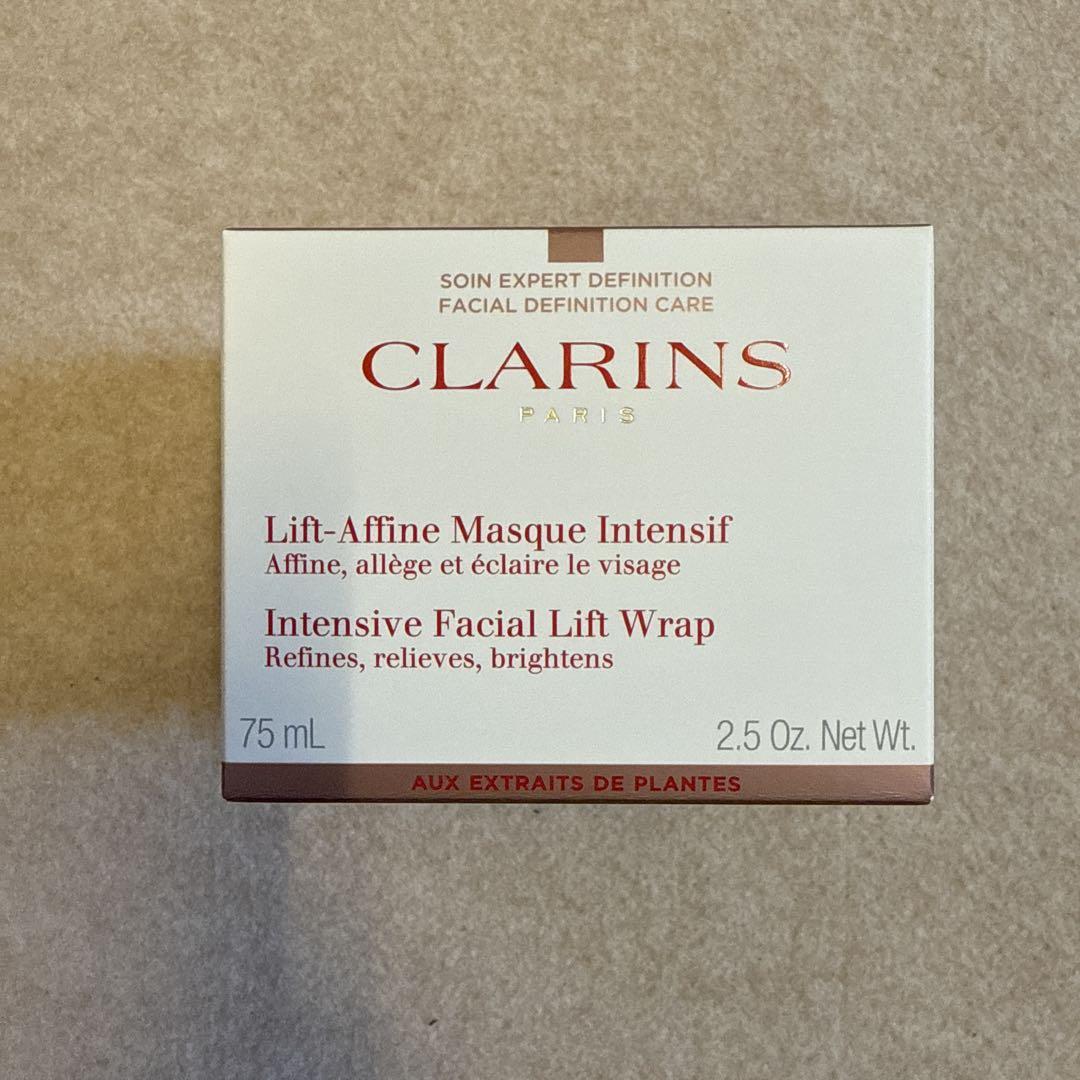 SOIN EXPERT DEFINITION
FACIAL DEFINITION CARE
CLARINS
PARIS
Lift-Affine Masque Intensif
Affine, allège et éclaire le visage
Intensive Facial Lift Wrap
Refines, relieves, brightens
75 mL
2.5 Oz. Net Wt.
AUX EXTRAITS DE PLANTES